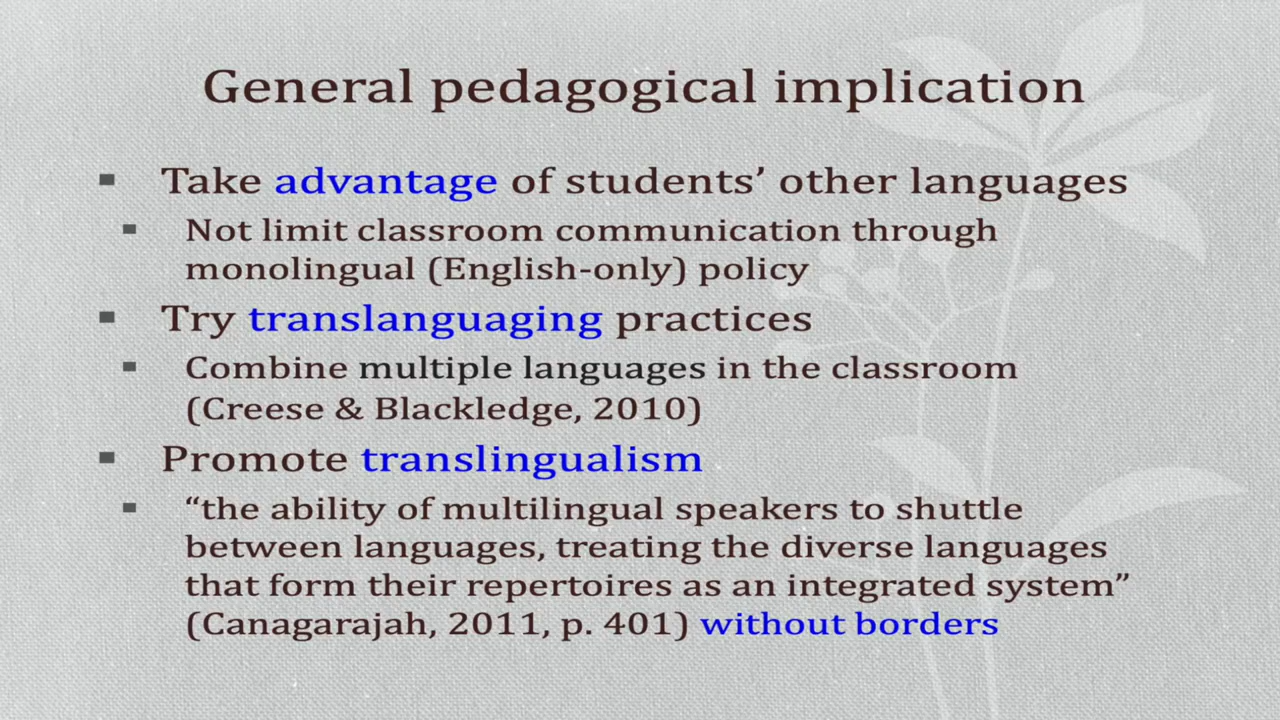 General pedagogical implication
Take advantage of students’ other languages
Not limit classroom communication through
monolingual (English-only) policy
Try translanguaging practices
Combine multiple languages in the classroom
(Creese & Blackledge, 2010)
Promote translingualism
“the ability of multilingual speakers to shuttle
between languages, treating the diverse languages
that form their repertoires as an integrated system”
(Canagarajah, 2011, p. 401) without borders